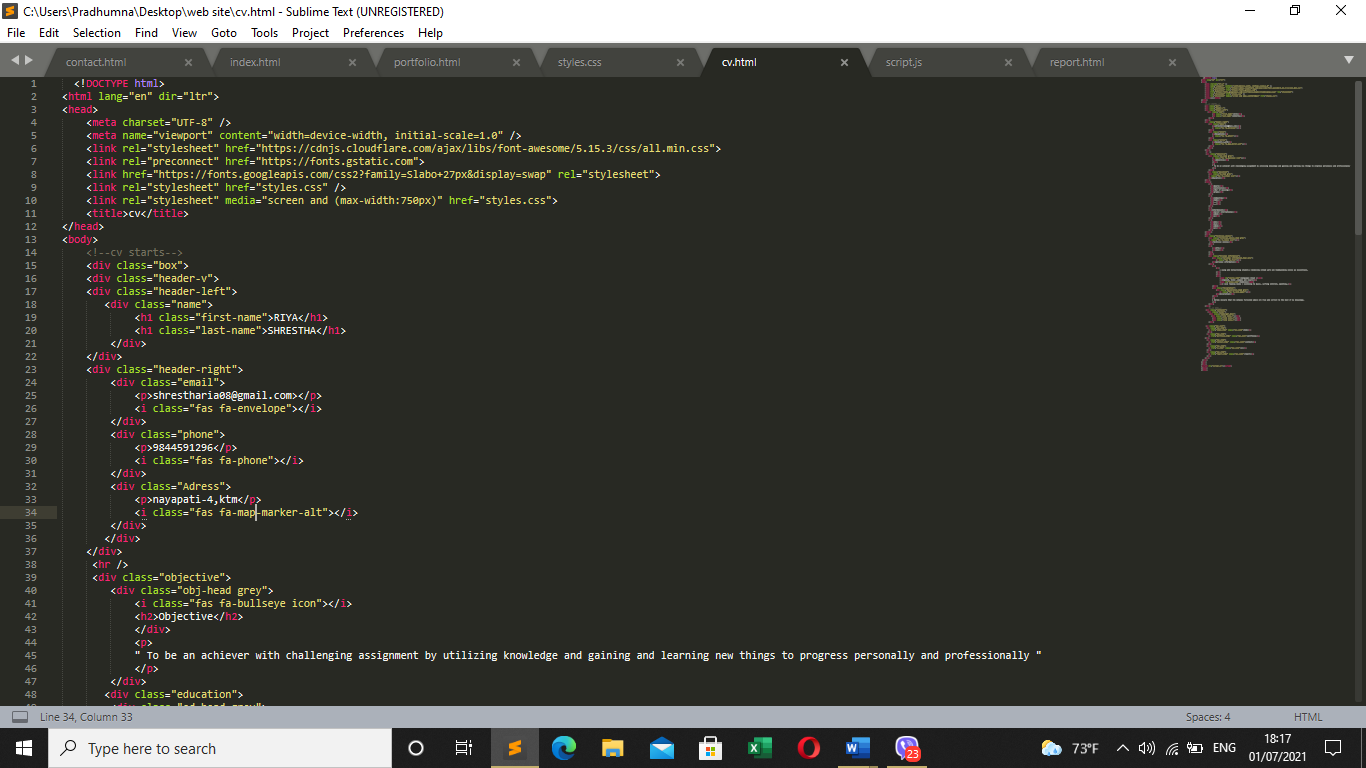 C:\Users\Pradhumna\Desktop\web site\cv.html - Sublime Text (UNREGISTERED)
File Edit Selection Find View Goto Tools Project Preferences Help
contact.html index.html portfolio.html styles.css cv.html script.js report.html
1 <!DOCTYPE html>
2 <html lang="en" dir="ltr">
3 <head>
4 <meta charset="UTF-8" />
5 <meta name="viewport" content="width=device-width, initial-scale=1.0" />
6 <link rel="stylesheet" href="https://cdnjs.cloudflare.com/ajax/libs/font-awesome/5.15.3/css/all.min.css">
7 <link rel="preconnect" href="https://fonts.gstatic.com">
8 <link href="https://fonts.googleapis.com/css2?family=Slabo+27px&display=swap" rel="stylesheet">
9 <link rel="stylesheet" href="styles.css" />
10 <link rel="stylesheet" media="screen and (max-width:750px)" href="styles.css">
11 <title>cv</title>
12 </head>
13 <body>
14 <!--cv starts-->
15 <div class="box">
16 <div class="header-v">
17 <div class="header-left">
18 <div class="name">
19 <h1 class="first-name">RIYA</h1>
20 <h1 class="last-name">SHRESTHA</h1>
21 </div>
22 </div>
23 <div class="header-right">
24 <div class="email">
25 <p>shrestharia08@gmail.com></p>
26 <i class="fas fa-envelope"></i>
27 </div>
28 <div class="phone">
29 <p>9844591296</p>
30 <i class="fas fa-phone"></i>
31 </div>
32 <div class="Adress">
33 <p>nayapati-4,ktm</p>
34 <i class="fas fa-map-marker-alt"></i>
35 </div>
36 </div>
37 </div>
38 <hr />
39 <div class="objective">
40 <div class="obj-head grey">
41 <i class="fas fa-bullseye icon"></i>
42 <h2>Objective</h2>
43 </div>
44 <p>
45 " To be an achiever with challenging assignment by utilizing knowledge and gaining and learning new things to progress personally and professionally "
46 </p>
47 </div>
48 <div class="education">
Line 34, Column 33 Spaces: 4 HTML
Type here to search 23 73°F ENG 18:17
01/07/2021